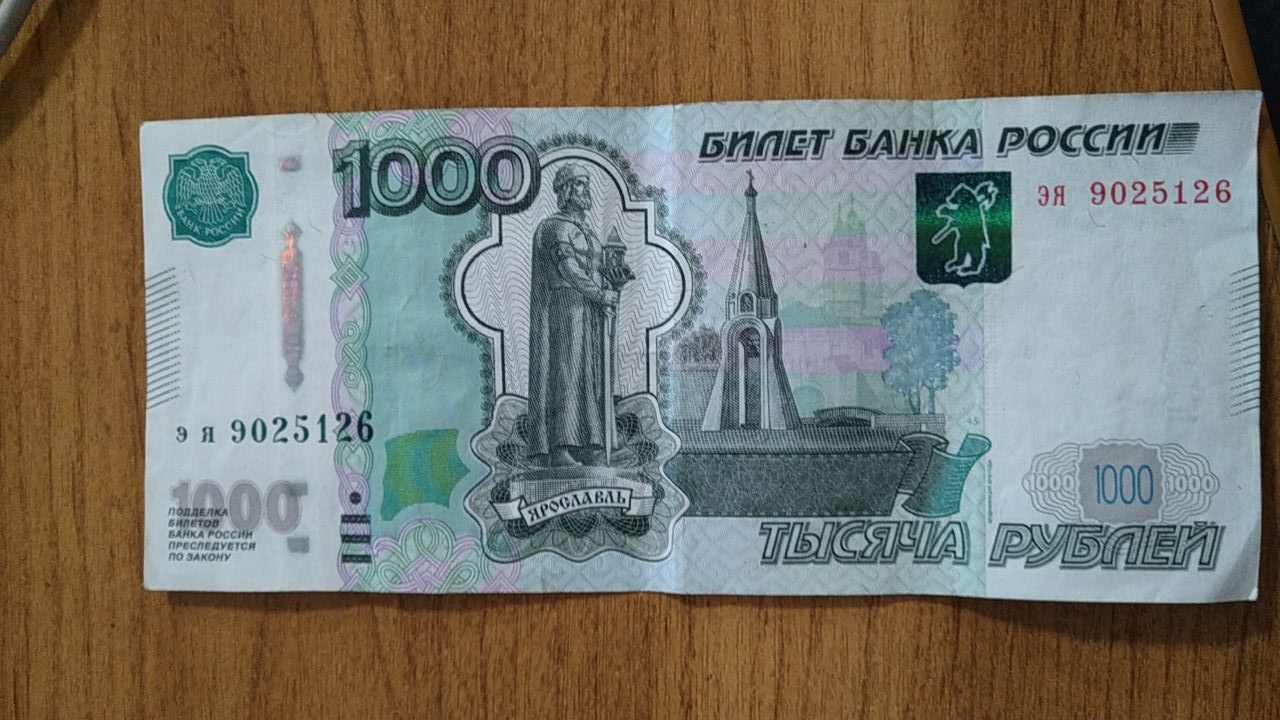 БИЛЕТ БАНКА РОССИИ
1000
БАНК РОССИИ
ЭЯ 9025126
э я 9025126
ЯРОСЛАВЛЬ
1000
ПОДДЕЛКА
БИЛЕТОВ
БАНКА РОССИИ
ПРЕСЛЕДУЕТСЯ
ПО ЗАКОНУ
1000 1000 1000
ТЫСЯЧА РУБЛЕЙ